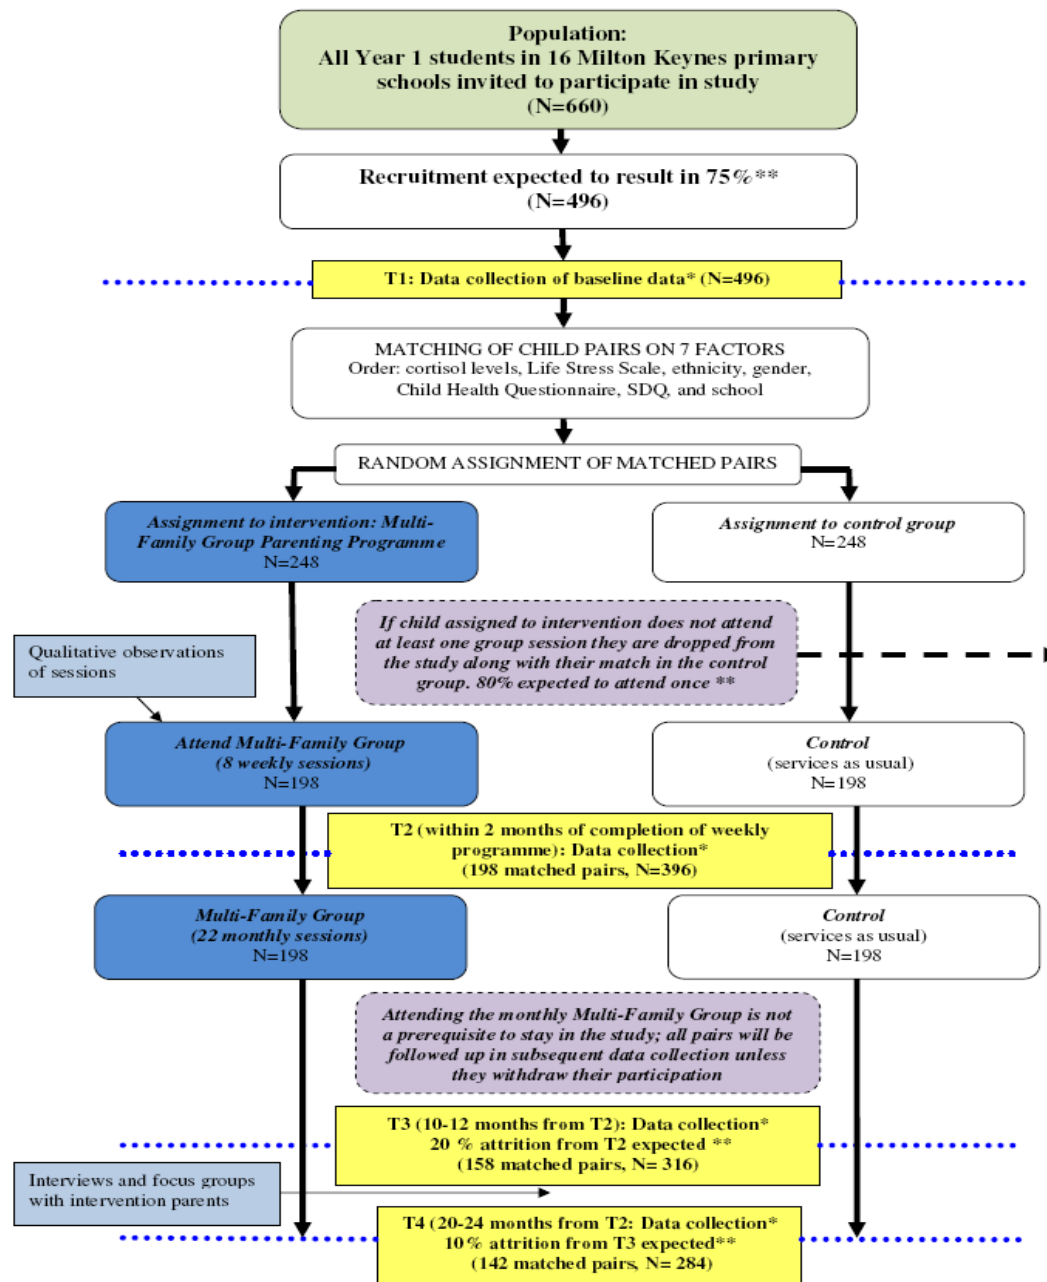 Population:
All Year 1 students in 16 Milton Keynes primary
schools invited to participate in study
(N=660)
Recruitment expected to result in 75%**
(N=496)
T1: Data collection of baseline data* (N=496)
MATCHING OF CHILD PAIRS ON 7 FACTORS
Order: cortisol levels, Life Stress Scale, ethnicity, gender,
Child Health Questionnaire, SDQ, and school
RANDOM ASSIGNMENT OF MATCHED PAIRS
Assignment to intervention: Multi-
Family Group Parenting Programme
N=248
Assignment to control group
N=248
If child assigned to intervention does not attend
at least one group session they are dropped from
the study along with their match in the control
group. 80% expected to attend once **
Qualitative observations
of sessions
Attend Multi-Family Group
(8 weekly sessions)
N=198
Control
(services as usual)
N=198
T2 (within 2 months of completion of weekly
programme): Data collection*
(198 matched pairs, N=396)
Multi-Family Group
(22 monthly sessions)
N=198
Control
(services as usual)
N=198
Attending the monthly Multi-Family Group is not
a prerequisite to stay in the study; all pairs will be
followed up in subsequent data collection unless
they withdraw their participation
T3 (10-12 months from T2): Data collection*
20 % attrition from T2 expected **
(158 matched pairs, N= 316)
Interviews and focus groups
with intervention parents
T4 (20-24 months from T2: Data collection*
10% attrition from T3 expected**
(142 matched pairs, N= 284)